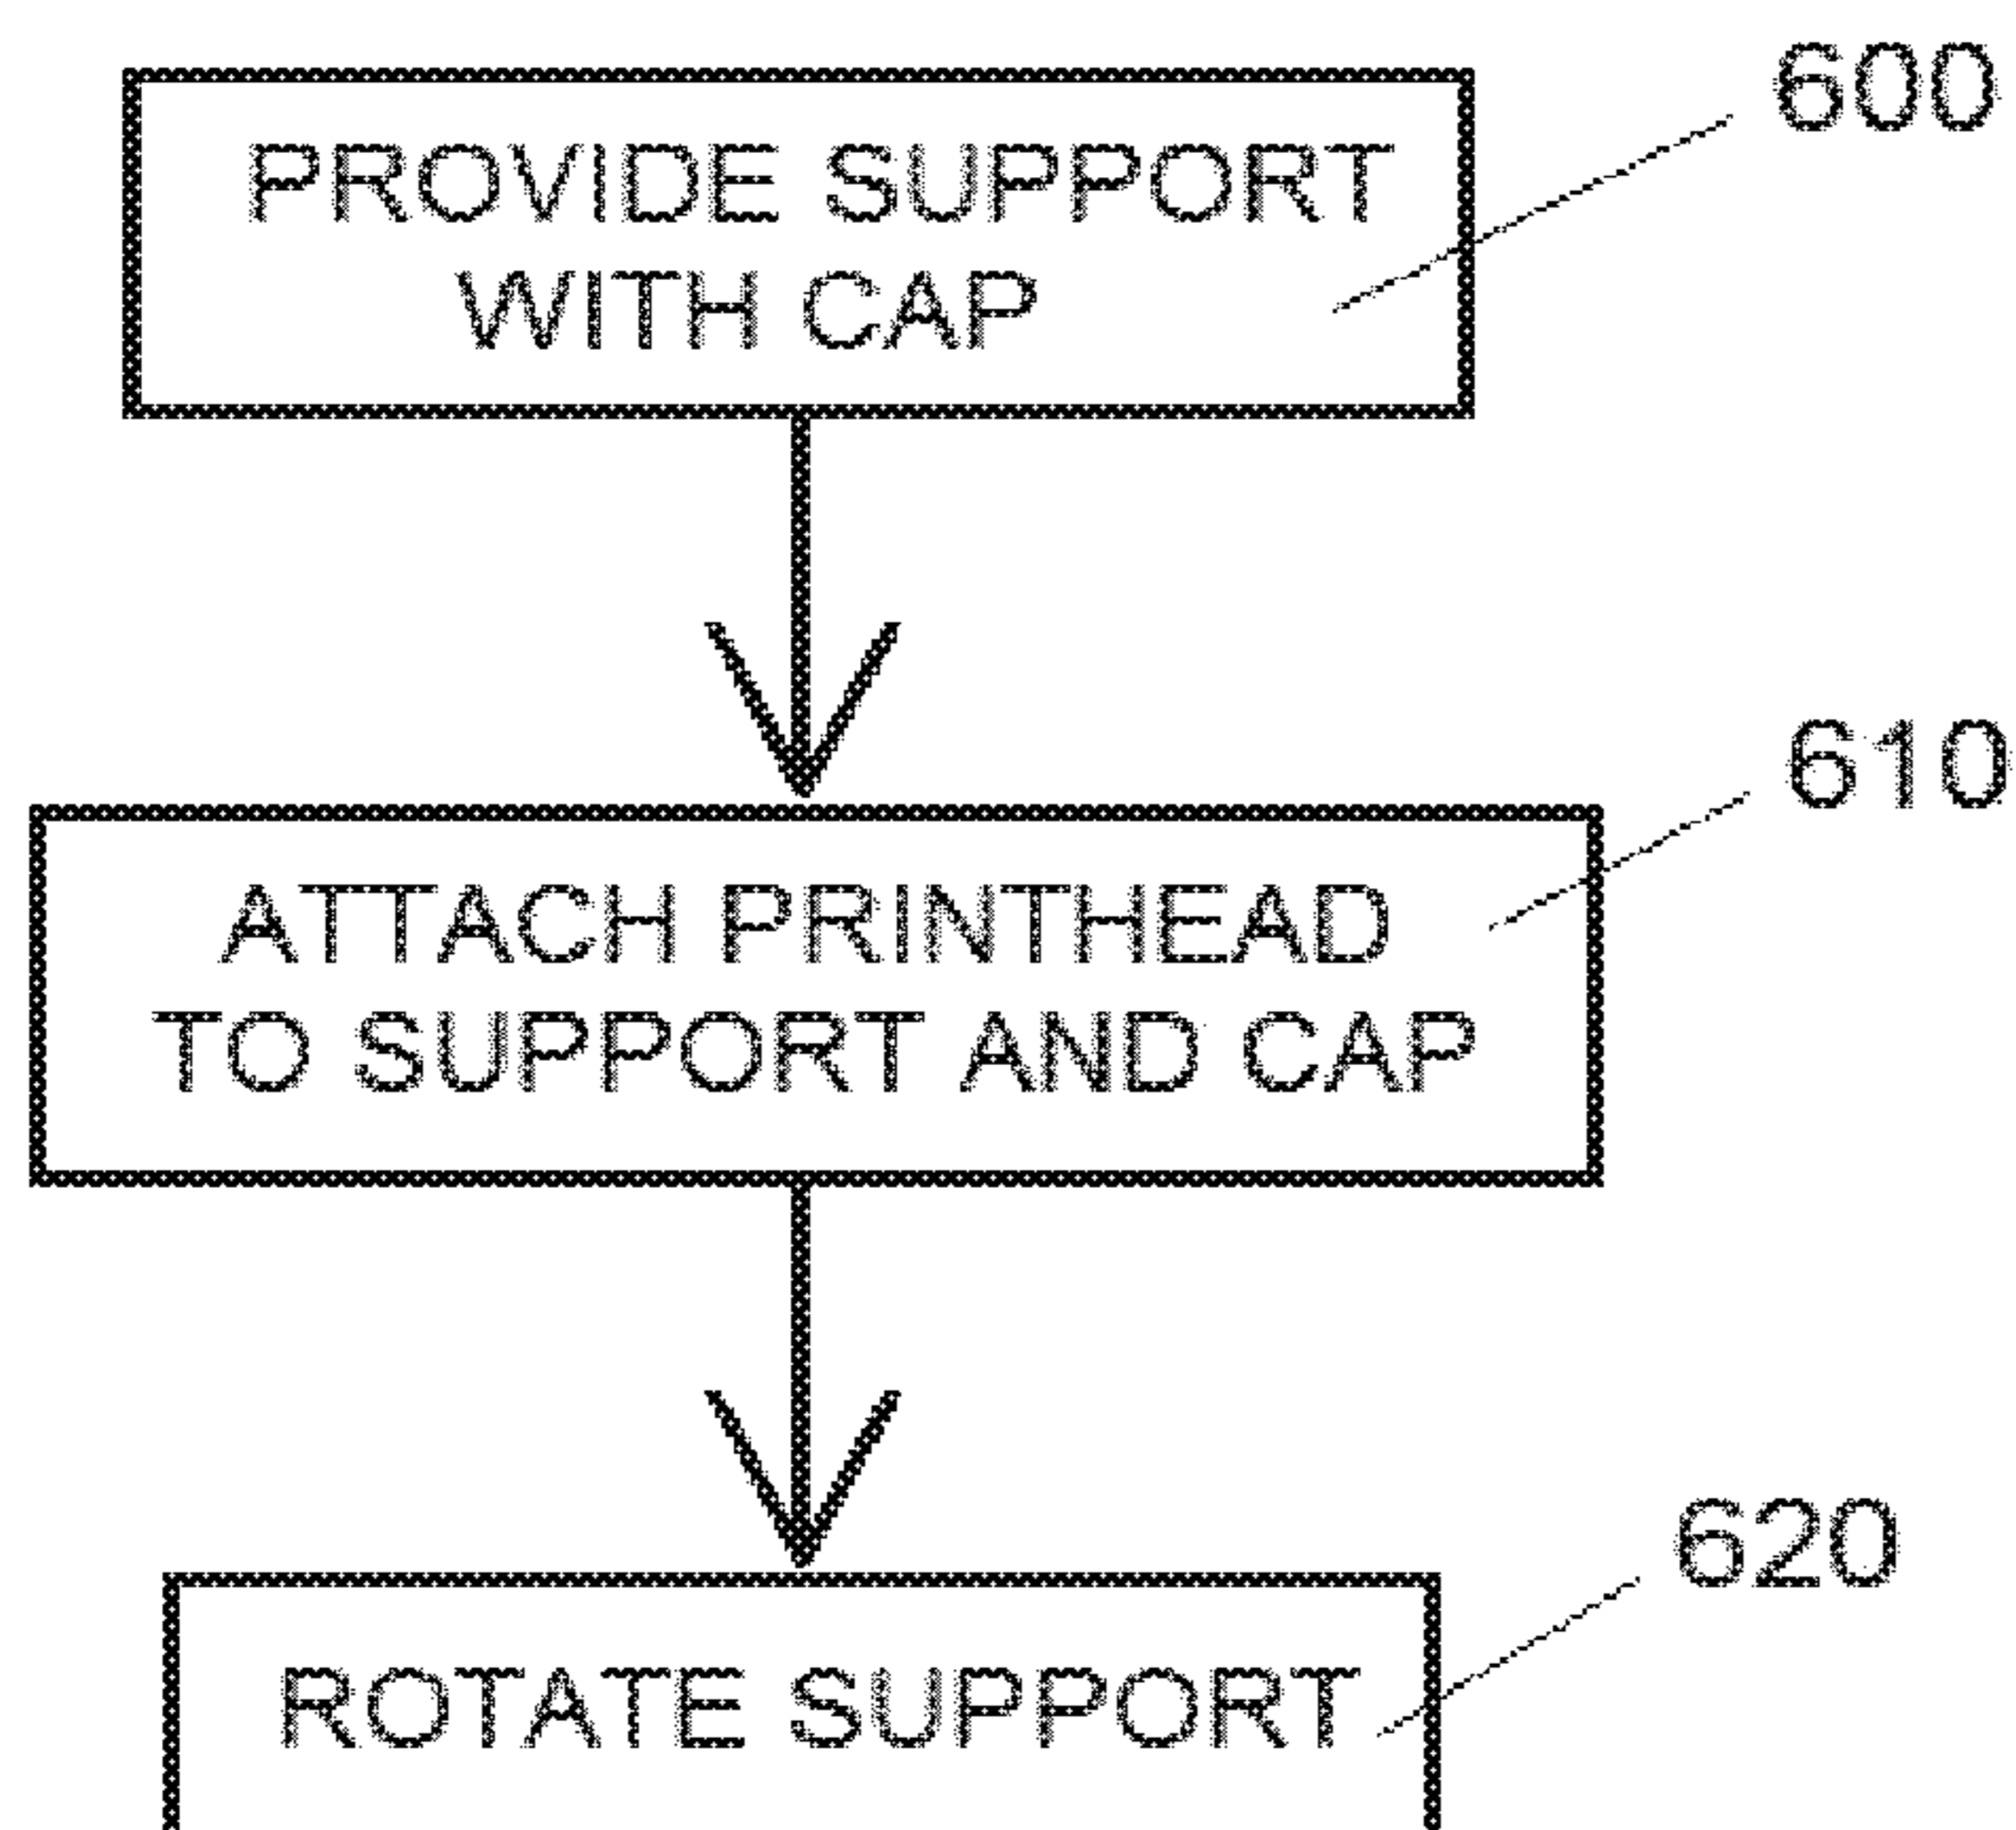 600
PROVIDE SUPPORT
WITH CAP
610
ATTACH PRINTHEAD
TO SUPPORT AND CAP
620
ROTATE SUPPORT